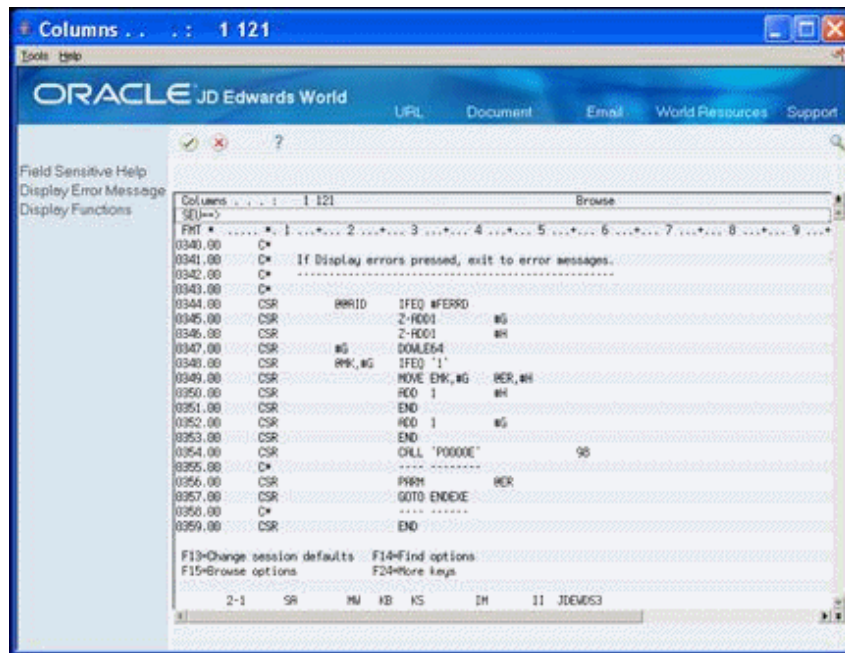 Columns . . . : 1 121
Tools Help
ORACLE JD Edwards World
URL Document Email World Resources Support
?
Field Sensitive Help
Display Error Message
Display Functions
Columns . . . . : 1 121 Browse
SEU==>
FMT * ..... *. 1 ...+... 2 ...+... 3 ...+... 4 ...+... 5 ...+... 6 ...+... 7 ...+... 8 ...+... 9 ...+
0340.00 C*
0341.00 C* If Display errors pressed, exit to error messages.
0342.00 C* --------------------------------------------------
0343.00 C*
0344.00 CSR @@AID IFEQ #FERRO
0345.00 CSR Z-ADD1 #G
0346.00 CSR Z-ADD1 #H
0347.00 CSR #G DOWLE64
0348.00 CSR @MK,#G IFEQ '1'
0349.00 CSR MOVE EMK,#G @ER,#H
0350.00 CSR ADD 1 #H
0351.00 CSR END
0352.00 CSR ADD 1 #G
0353.00 CSR END
0354.00 CSR CALL 'P0000E' 98
0355.00 C* ---- --------
0356.00 CSR PARM @ER
0357.00 CSR GOTO ENDEXE
0358.00 C* ---- ------
0359.00 CSR END
F13=Change session defaults F14=Find options
F15=Browse options F24=More keys
2-1 SA MW KB KS IM II JDEWDS3